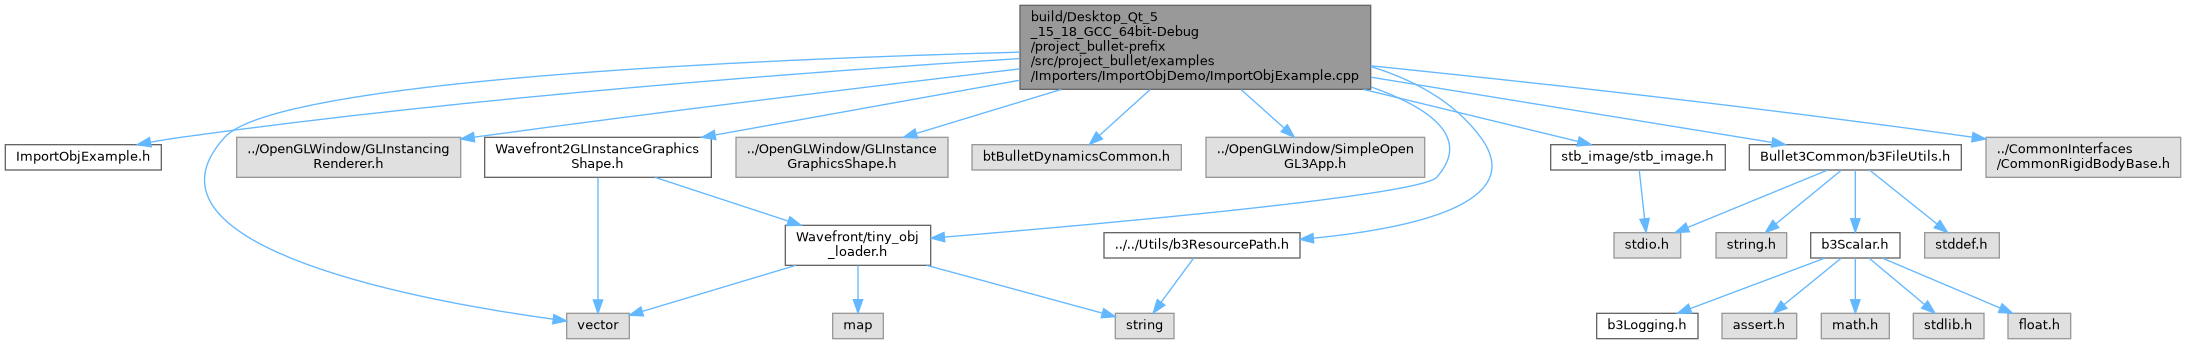 build/Desktop_Qt_5
_15_18_GCC_64bit-Debug
/project_bullet-prefix
/src/project_bullet/examples
/Importers/ImportObjDemo/ImportObjExample.cpp
ImportObjExample.h
../OpenGLWindow/GLInstancing
Renderer.h
Wavefront2GLInstanceGraphics
Shape.h
../OpenGLWindow/GLInstance
GraphicsShape.h
btBulletDynamicsCommon.h
../OpenGLWindow/SimpleOpen
GL3App.h
stb_image/stb_image.h
Bullet3Common/b3FileUtils.h
../CommonInterfaces
/CommonRigidBodyBase.h
Wavefront/tiny_obj
_loader.h
../../Utils/b3ResourcePath.h
stdio.h
string.h
b3Scalar.h
stddef.h
vector
map
string
b3Logging.h
assert.h
math.h
stdlib.h
float.h